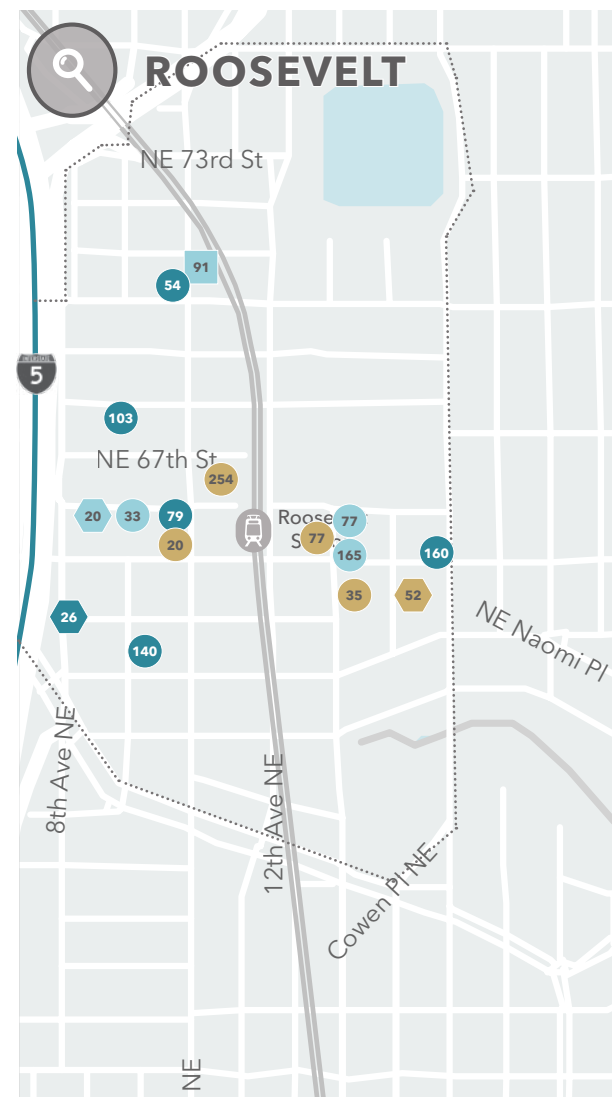 ROOSEVELT
NE 73rd St
91
54
5
103
NE 67th St
254
20
33
79
20
77
77
165
160
35
52
26
140
NE Naomi Pl
8th Ave NE
12th Ave NE
Cowen Pl NE
NE